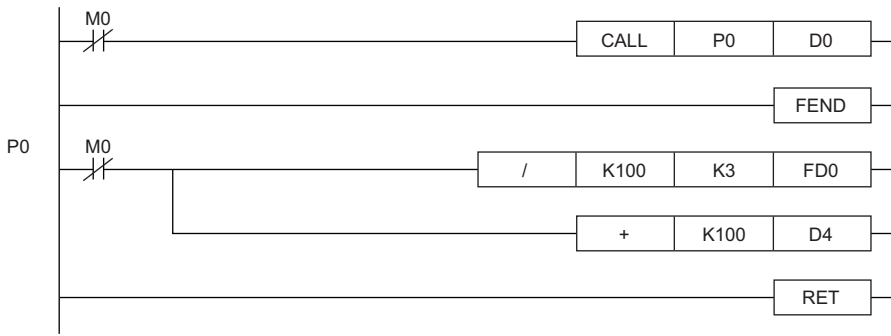 M0
CALL P0 D0
FEND
P0
M0
/ K100 K3 FD0
+ K100 D4
RET